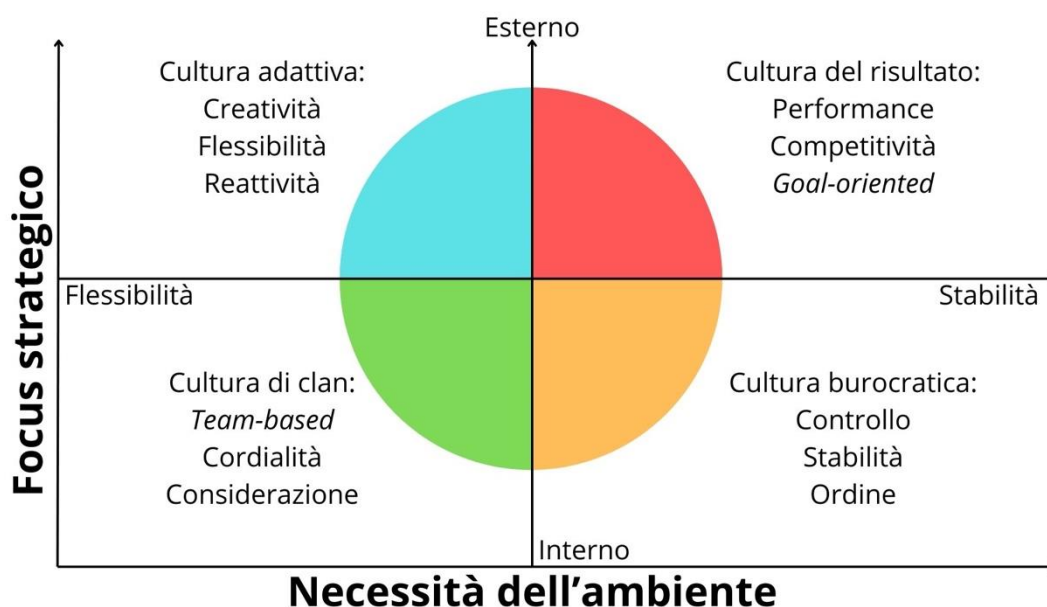 Esterno
Cultura adattiva:
Creatività
Flessibilità
Reattività
Cultura del risultato:
Performance
Competitività
Goal-oriented
Focus strategico
Flessibilità
Stabilità
Cultura di clan:
Team-based
Cordialità
Considerazione
Cultura burocratica:
Controllo
Stabilità
Ordine
Interno
Necessità dell’ambiente